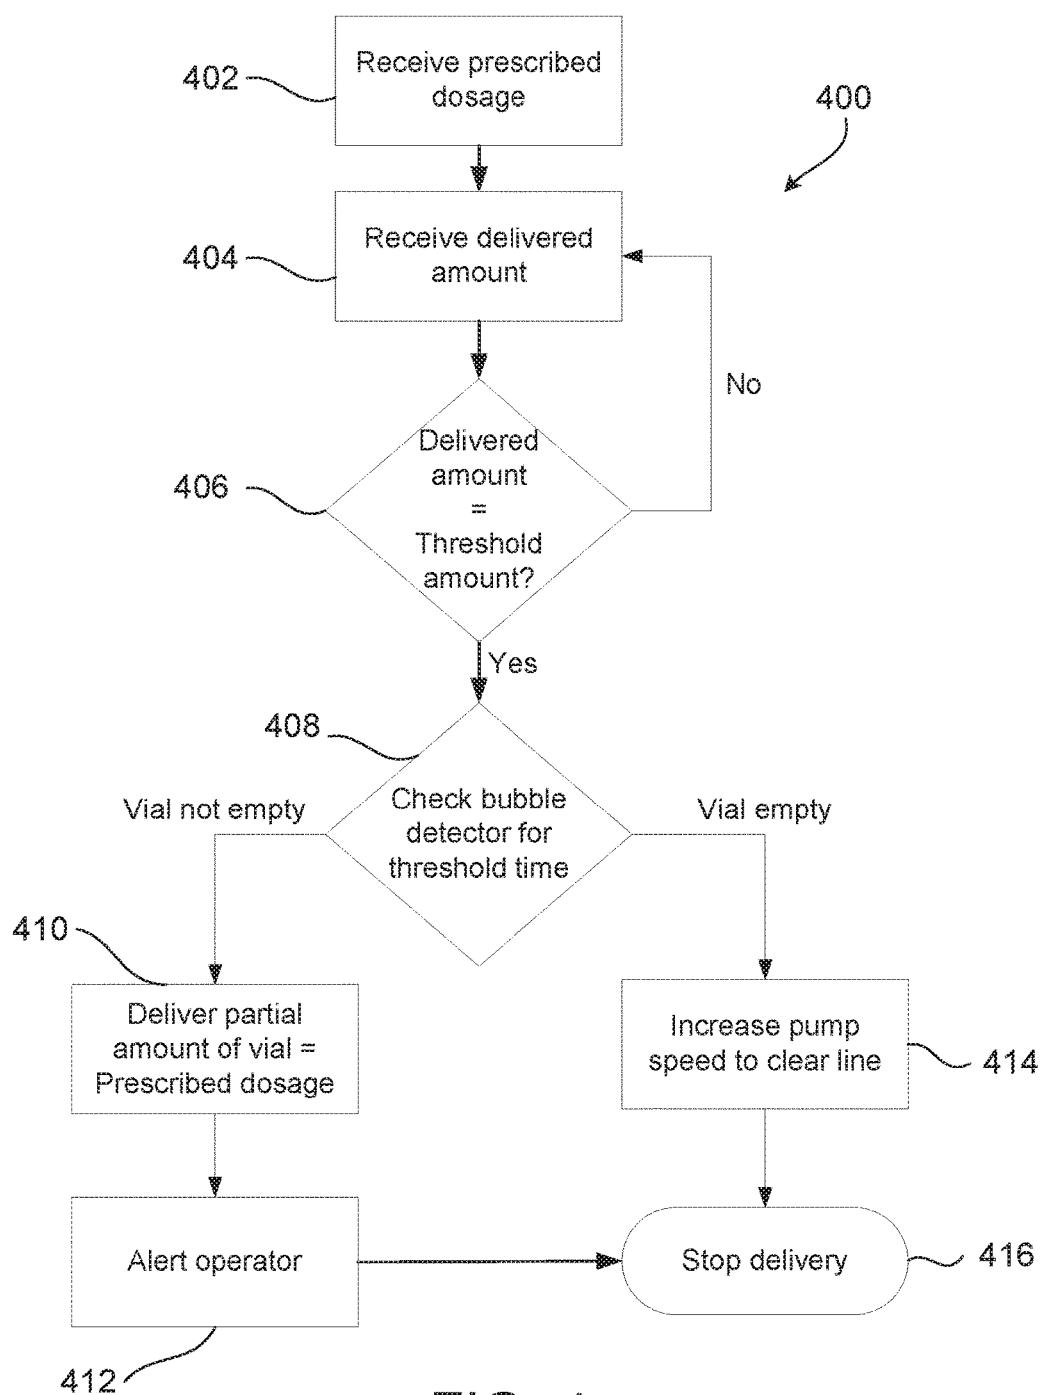 Receive prescribed
dosage
402
400
Receive delivered
amount
404
No
Delivered
amount
=
Threshold
amount?
406
Yes
408
Check bubble
detector for
threshold time
Vial not empty
Vial empty
410
Deliver partial
amount of vial =
Prescribed dosage
Increase pump
speed to clear line
414
Alert operator
Stop delivery
416
412